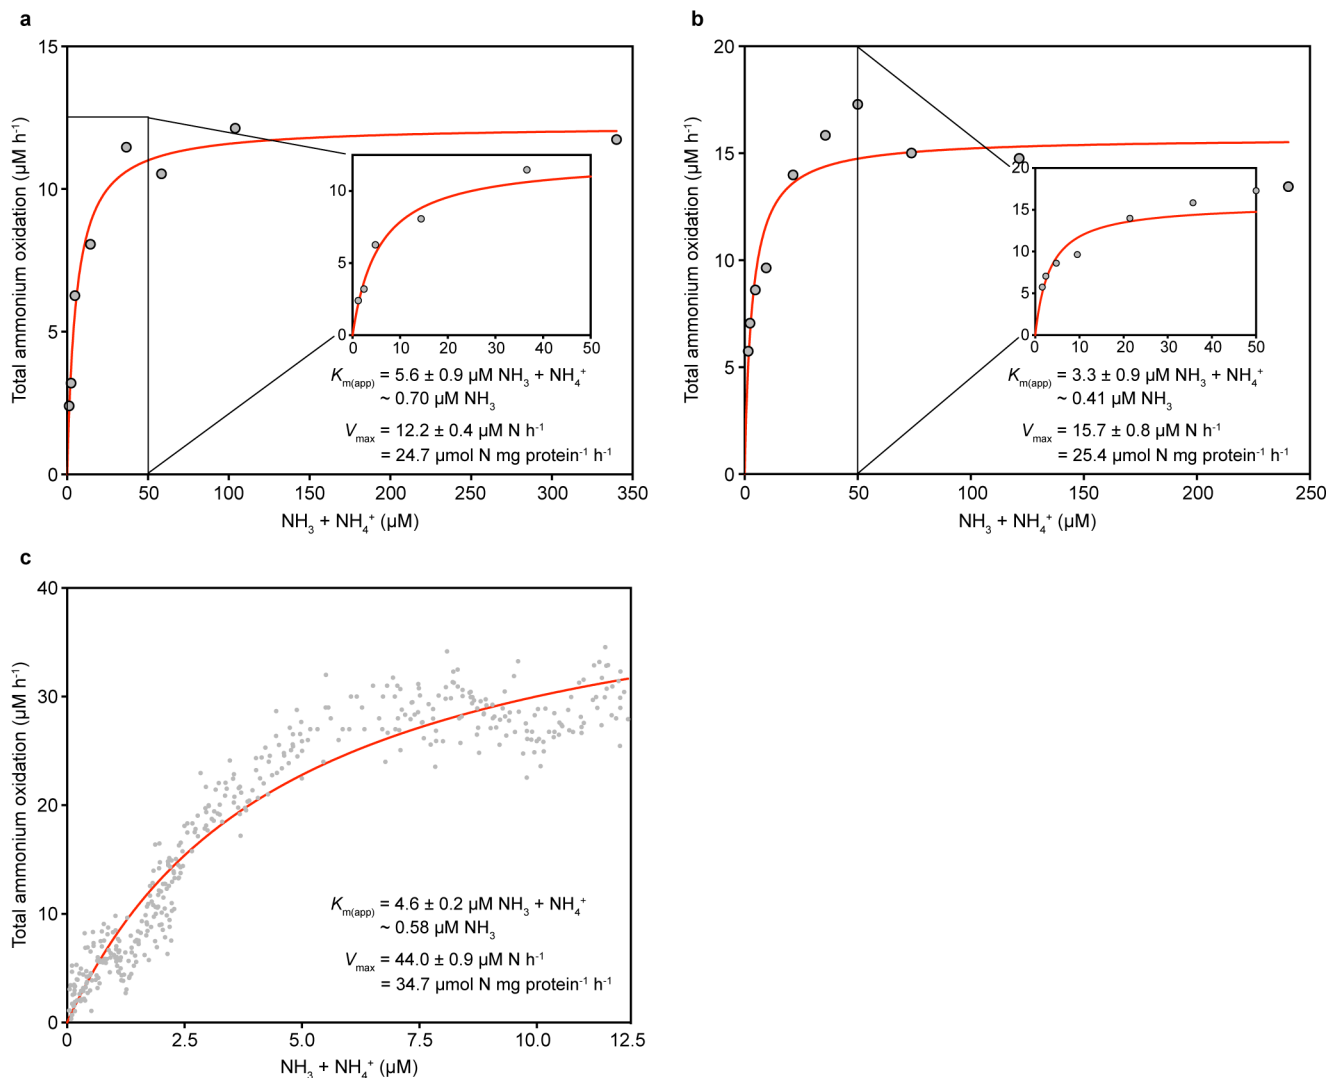 a
Total ammonium oxidation (µM h⁻¹)
15
10
5
0
0 50 100 150 200 250 300 350
NH₃ + NH₄⁺ (µM)
10
5
0
0 10 20 30 40 50
Km(app) = 5.6 ± 0.9 µM NH₃ + NH₄⁺
~ 0.70 µM NH₃
Vmax = 12.2 ± 0.4 µM N h⁻¹
= 24.7 µmol N mg protein⁻¹ h⁻¹
b
Total ammonium oxidation (µM h⁻¹)
20
15
10
5
0
0 50 100 150 200 250
NH₃ + NH₄⁺ (µM)
20
15
10
5
0
0 10 20 30 40 50
Km(app) = 3.3 ± 0.9 µM NH₃ + NH₄⁺
~ 0.41 µM NH₃
Vmax = 15.7 ± 0.8 µM N h⁻¹
= 25.4 µmol N mg protein⁻¹ h⁻¹
c
Total ammonium oxidation (µM h⁻¹)
40
30
20
10
0
0 2.5 5.0 7.5 10.0 12.5
NH₃ + NH₄⁺ (µM)
Km(app) = 4.6 ± 0.2 µM NH₃ + NH₄⁺
~ 0.58 µM NH₃
Vmax = 44.0 ± 0.9 µM N h⁻¹
= 34.7 µmol N mg protein⁻¹ h⁻¹